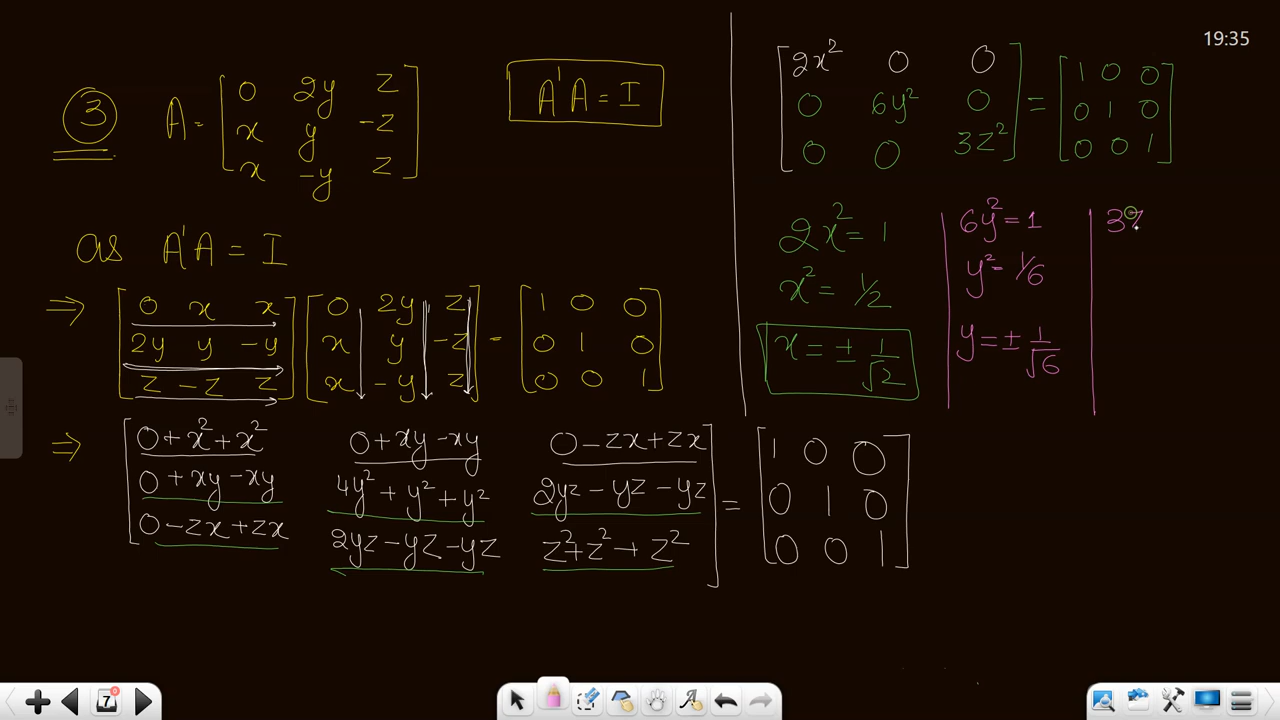 19:35
③ A = [0 2y z
x y -z
x -y z]
A'A = I
as A'A = I
⇒ [0 x x [0 2y z [1 0 0
2y y -y] x y -z = 0 1 0
z -z z] x -y z] 0 0 1]
⇒ [0+x²+x² 0+xy-xy 0-zx+zx [1 0 0
0+xy-xy 4y²+y²+y² 2yz-yz-yz = 0 1 0
0-zx+zx 2yz-yz-yz z²+z²+z²] 0 0 1]
[2x² 0 0 [1 0 0
0 6y² 0 = 0 1 0
0 0 3z²] 0 0 1]
2x² = 1
x² = 1/2
x = ± 1/√2
6y² = 1
y² = 1/6
y = ± 1/√6
3
7